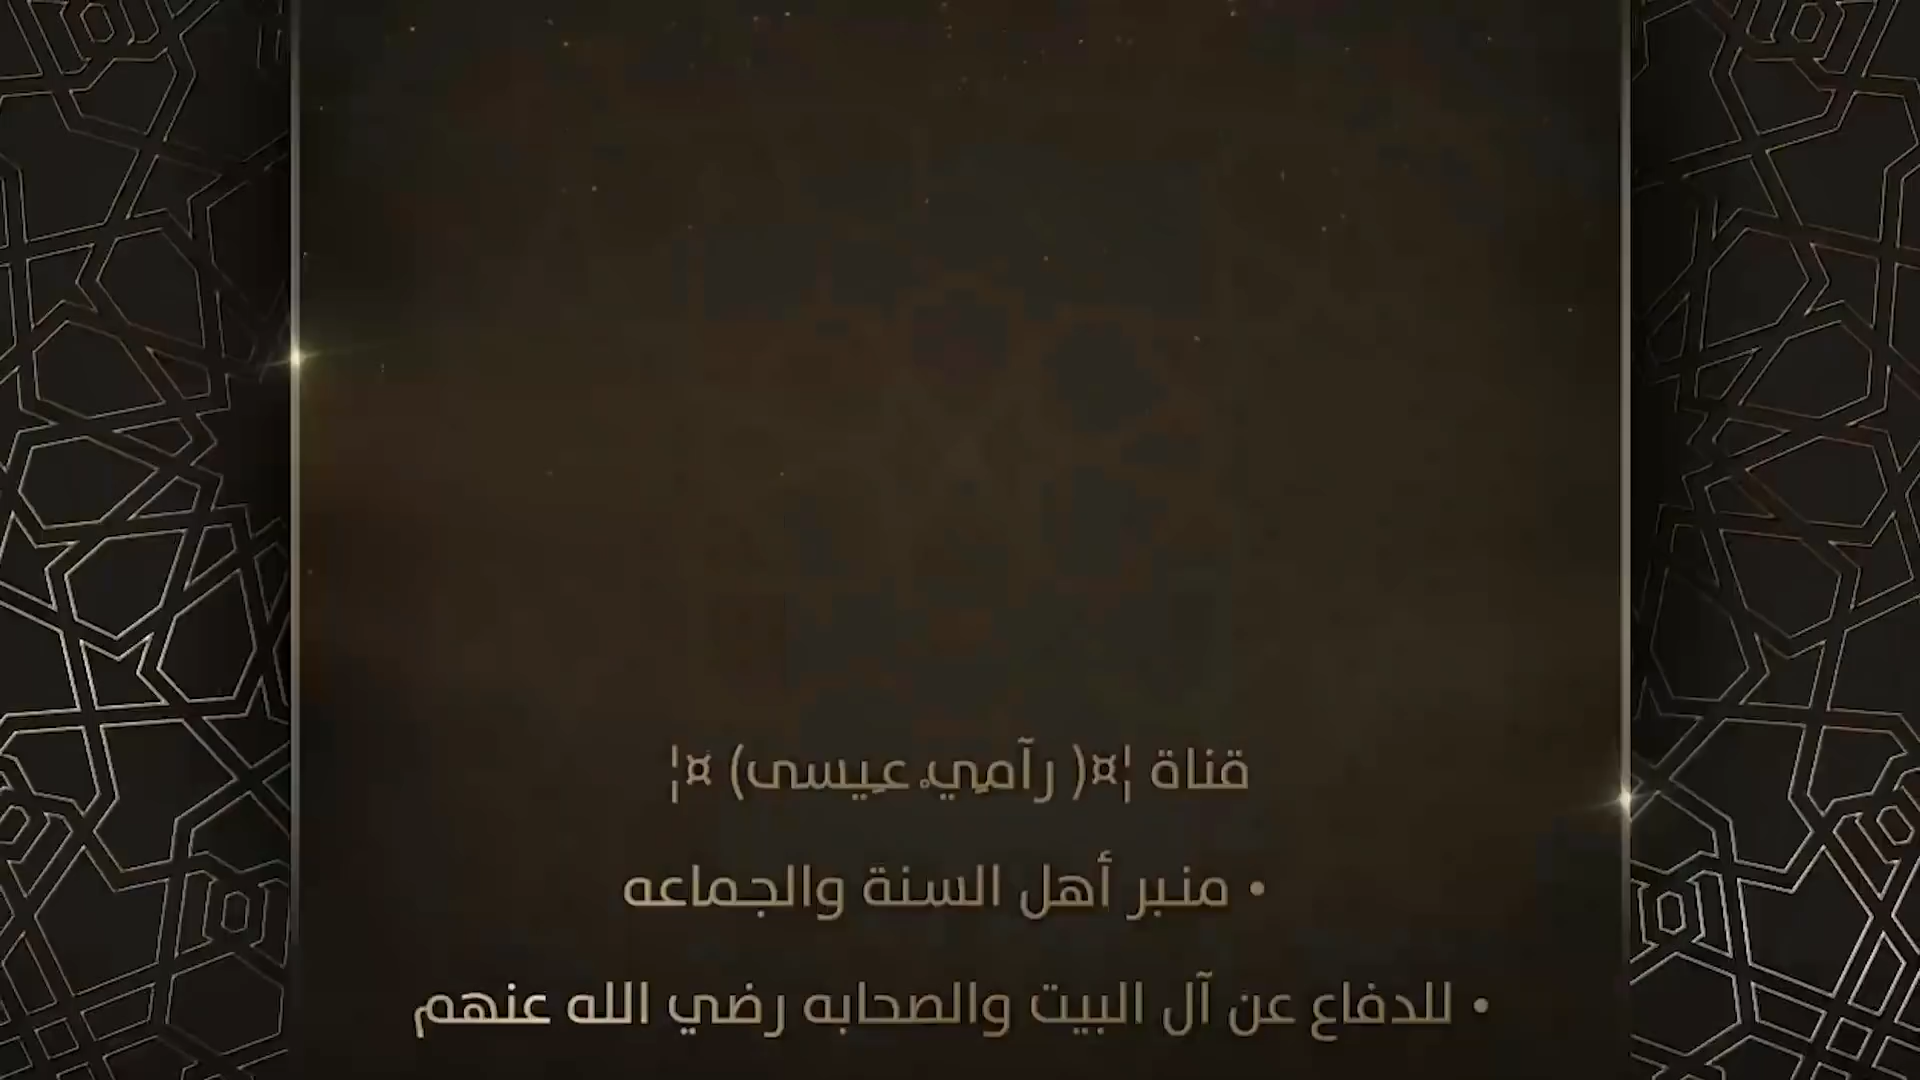 قناة ¦¤( رآمي عيسى) ¤¦
• منبر أهل السنة والجماعه
• للدفاع عن آل البيت والصحابه رضي الله عنهم